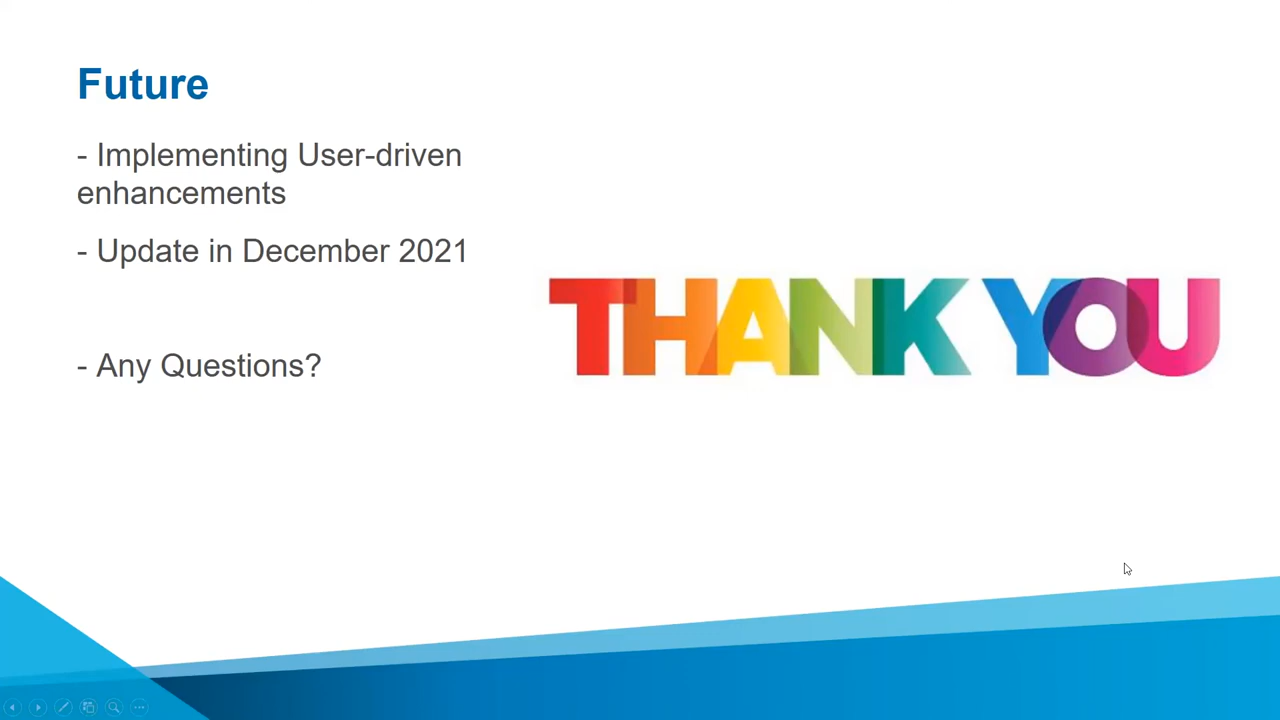 Future
- Implementing User-driven
enhancements
- Update in December 2021
THANK YOU
- Any Questions?